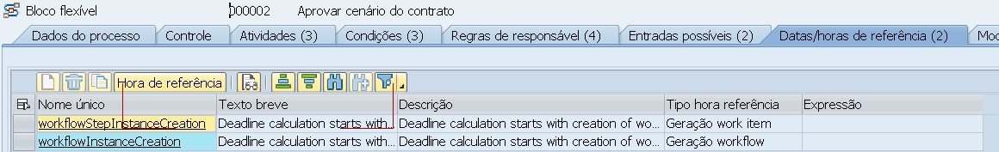 Bloco flexível 000002 Aprovar cenário do contrato
Dados do processo Controle Atividades (3) Condições (3) Regras de responsável (4) Entradas possíveis (2) Datas/horas de referência (2) Moc
Hora de referência
Nome único Texto breve Descrição Tipo hora referência Expressão
workflowStepInstanceCreation Deadline calculation starts with... Deadline calculation starts with creation of wo... Geração work item
workflowInstanceCreation Deadline calculation starts with... Deadline calculation starts with creation of wo... Geração workflow